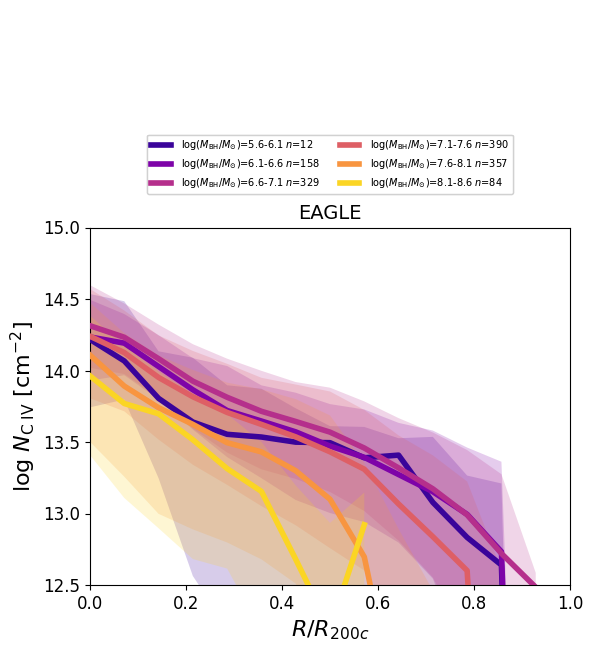 log(M_BH/M_⊙)=5.6-6.1 n=12
log(M_BH/M_⊙)=6.1-6.6 n=158
log(M_BH/M_⊙)=6.6-7.1 n=329
log(M_BH/M_⊙)=7.1-7.6 n=390
log(M_BH/M_⊙)=7.6-8.1 n=357
log(M_BH/M_⊙)=8.1-8.6 n=84
EAGLE
15.0
14.5
14.0
13.5
13.0
12.5
log N_C IV [cm⁻²]
0.0 0.2 0.4 0.6 0.8 1.0
R/R_200c